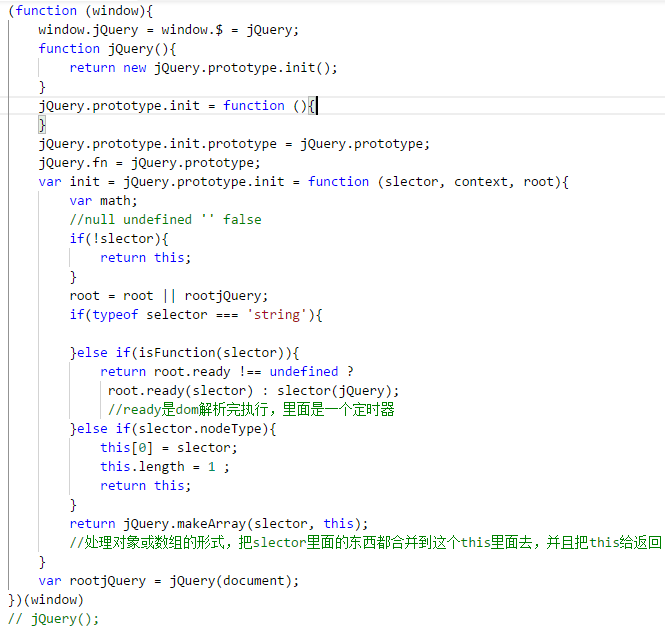 (function (window){
    window.jQuery = window.$ = jQuery;
    function jQuery(){
        return new jQuery.prototype.init();
    }
    jQuery.prototype.init = function (){
    }
    jQuery.prototype.init.prototype = jQuery.prototype;
    jQuery.fn = jQuery.prototype;
    var init = jQuery.prototype.init = function (slector, context, root){
        var math;
        //null undefined '' false
        if(!slector){
            return this;
        }
        root = root || rootjQuery;
        if(typeof selector === 'string'){

        }else if(isFunction(slector)){
            return root.ready !== undefined ?
             root.ready(slector) : slector(jQuery);
             //ready是dom解析完执行，里面是一个定时器
        }else if(slector.nodeType){
            this[0] = slector;
            this.length = 1 ;
            return this;
        }
        return jQuery.makeArray(slector, this);
        //处理对象或数组的形式，把slector里面的东西都合并到这个this里面去，并且把this给返回
    }
    var rootjQuery = jQuery(document);
})(window)
// jQuery();